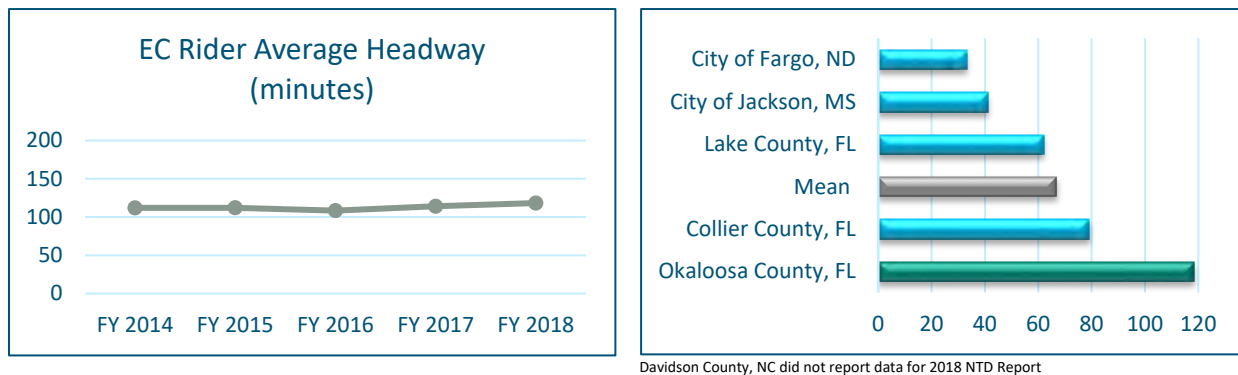 EC Rider Average Headway
(minutes)
200
150
100
50
0
FY 2014 FY 2015 FY 2016 FY 2017 FY 2018
City of Fargo, ND
City of Jackson, MS
Lake County, FL
Mean
Collier County, FL
Okaloosa County, FL
0 20 40 60 80 100 120
Davidson County, NC did not report data for 2018 NTD Report